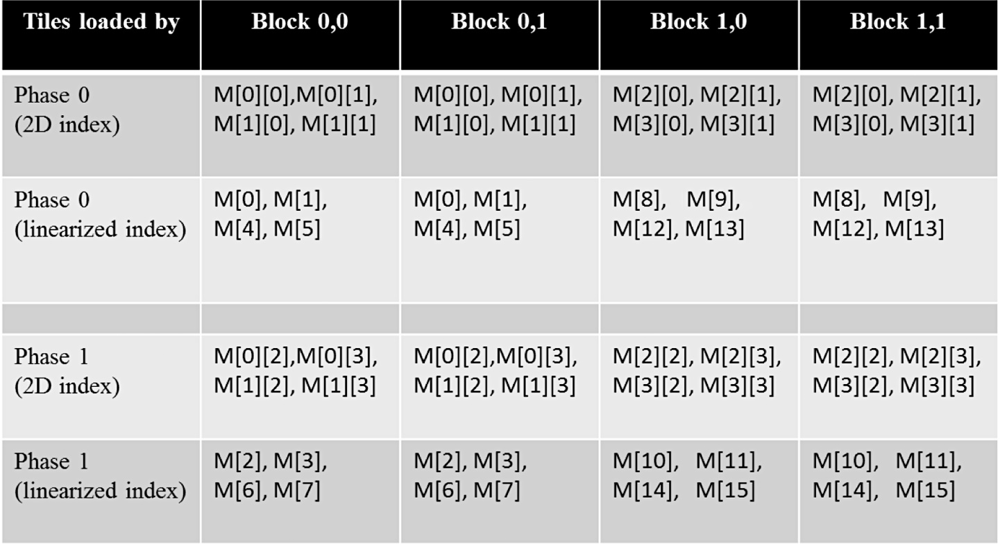 Tiles loaded by Block 0,0 Block 0,1 Block 1,0 Block 1,1
Phase 0 M[0][0],M[0][1], M[0][0], M[0][1], M[2][0], M[2][1], M[2][0], M[2][1],
(2D index) M[1][0], M[1][1] M[1][0], M[1][1] M[3][0], M[3][1] M[3][0], M[3][1]
Phase 0 M[0], M[1], M[0], M[1], M[8], M[9], M[8], M[9],
(linearized index) M[4], M[5] M[4], M[5] M[12], M[13] M[12], M[13]
Phase 1 M[0][2],M[0][3], M[0][2],M[0][3], M[2][2], M[2][3], M[2][2], M[2][3],
(2D index) M[1][2], M[1][3] M[1][2], M[1][3] M[3][2], M[3][3] M[3][2], M[3][3]
Phase 1 M[2], M[3], M[2], M[3], M[10], M[11], M[10], M[11],
(linearized index) M[6], M[7] M[6], M[7] M[14], M[15] M[14], M[15]